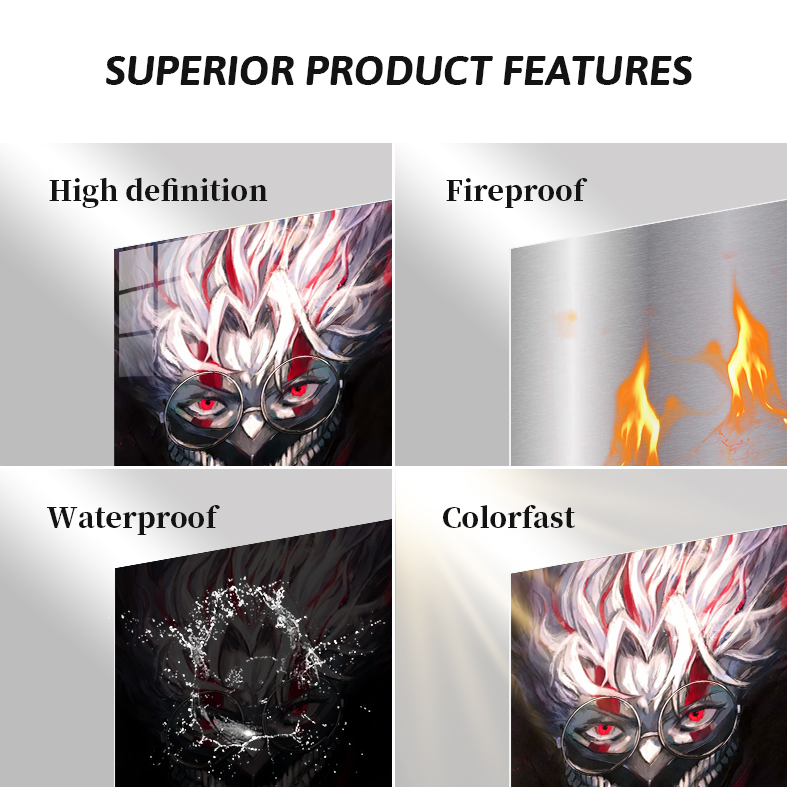 SUPERIOR PRODUCT FEATURES
High definition
Fireproof
Waterproof
Colorfast